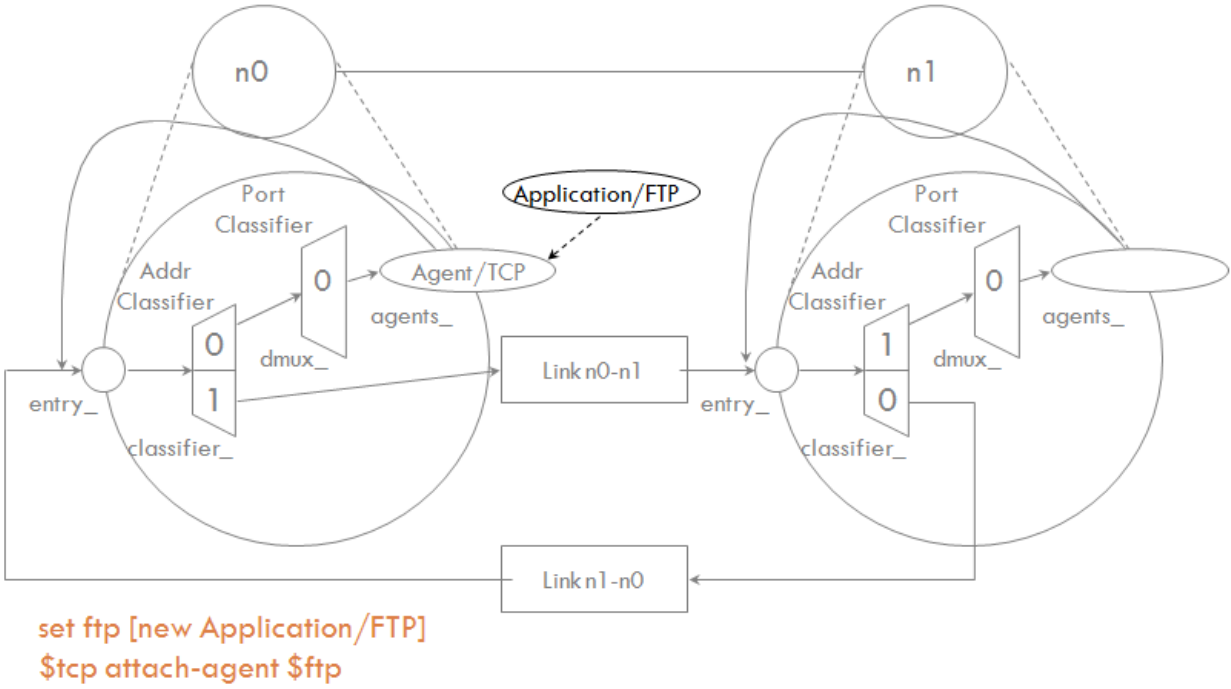 n0
n1
Port
Classifier
Application/FTP
Port
Classifier
Addr
Classifier
0
Agent/TCP
agents_
Addr
Classifier
0
agents_
0
1
dmux_
classifier_
entry_
Link n0-n1
1
0
dmux_
classifier_
entry_
Link n1-n0
set ftp [new Application/FTP]
$tcp attach-agent $ftp